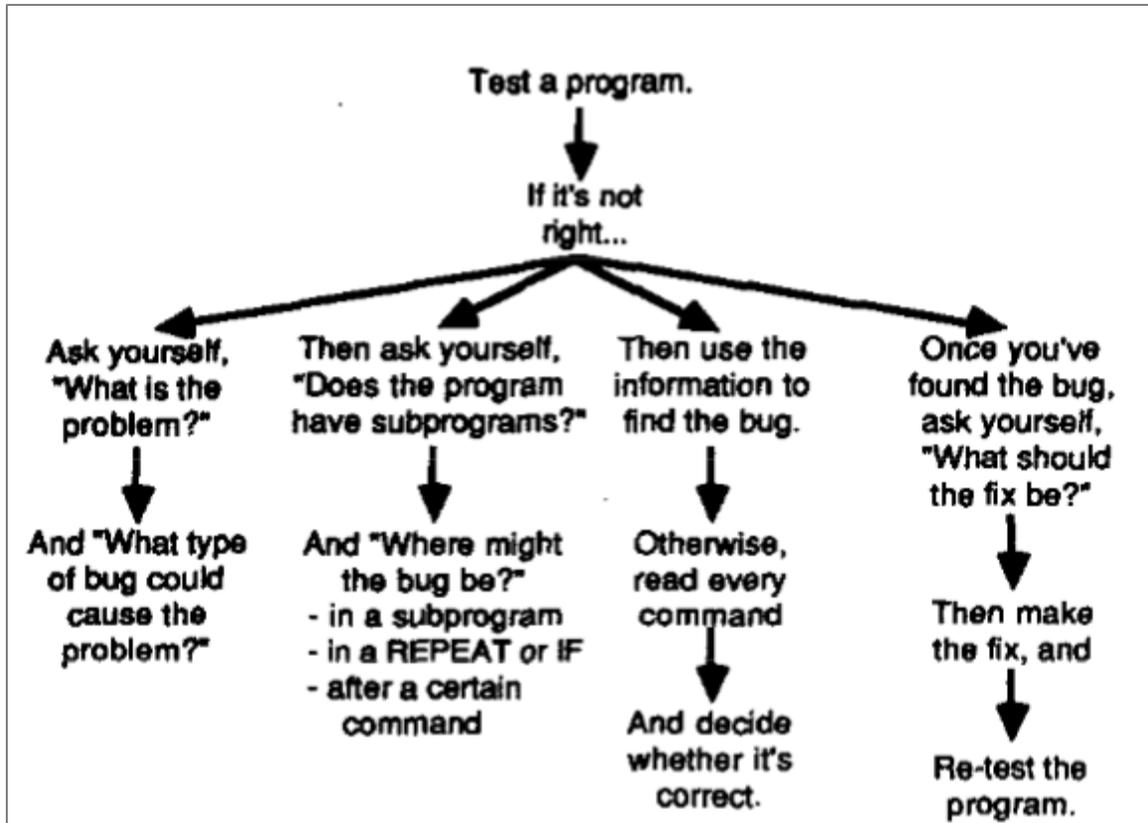 Test a program.
If it's not
right...
Ask yourself,
"What is the
problem?"
And "What type
of bug could
cause the
problem?"
Then ask yourself,
"Does the program
have subprograms?"
And "Where might
the bug be?"
- in a subprogram
- in a REPEAT or IF
- after a certain
command
Then use the
information to
find the bug.
Otherwise,
read every
command
And decide
whether it's
correct.
Once you've
found the bug,
ask yourself,
"What should
the fix be?"
Then make
the fix, and
Re-test the
program.